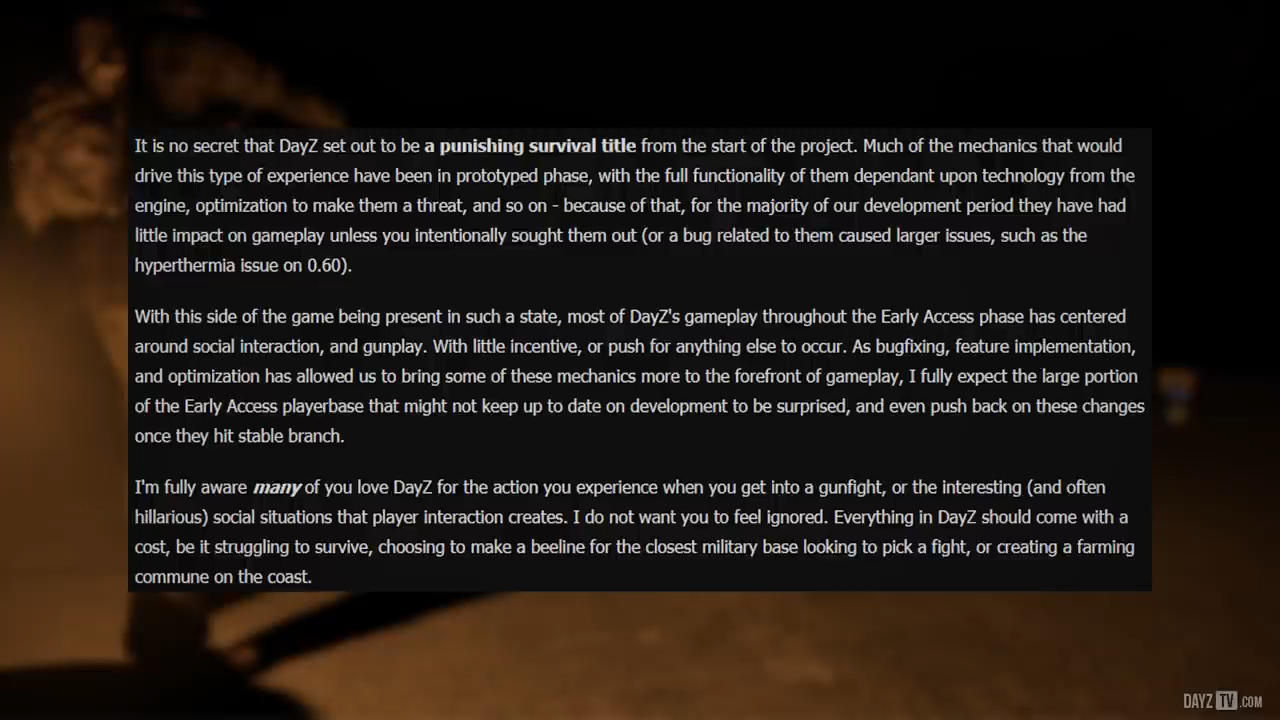 It is no secret that DayZ set out to be a punishing survival title from the start of the project. Much of the mechanics that would
drive this type of experience have been in prototyped phase, with the full functionality of them dependant upon technology from the
engine, optimization to make them a threat, and so on - because of that, for the majority of our development period they have had
little impact on gameplay unless you intentionally sought them out (or a bug related to them caused larger issues, such as the
hyperthermia issue on 0.60).
With this side of the game being present in such a state, most of DayZ's gameplay throughout the Early Access phase has centered
around social interaction, and gunplay. With little incentive, or push for anything else to occur. As bugfixing, feature implementation,
and optimization has allowed us to bring some of these mechanics more to the forefront of gameplay, I fully expect the large portion
of the Early Access playerbase that might not keep up to date on development to be surprised, and even push back on these changes
once they hit stable branch.
I'm fully aware many of you love DayZ for the action you experience when you get into a gunfight, or the interesting (and often
hillarious) social situations that player interaction creates. I do not want you to feel ignored. Everything in DayZ should come with a
cost, be it struggling to survive, choosing to make a beeline for the closest military base looking to pick a fight, or creating a farming
commune on the coast.
DAYZ TV .COM